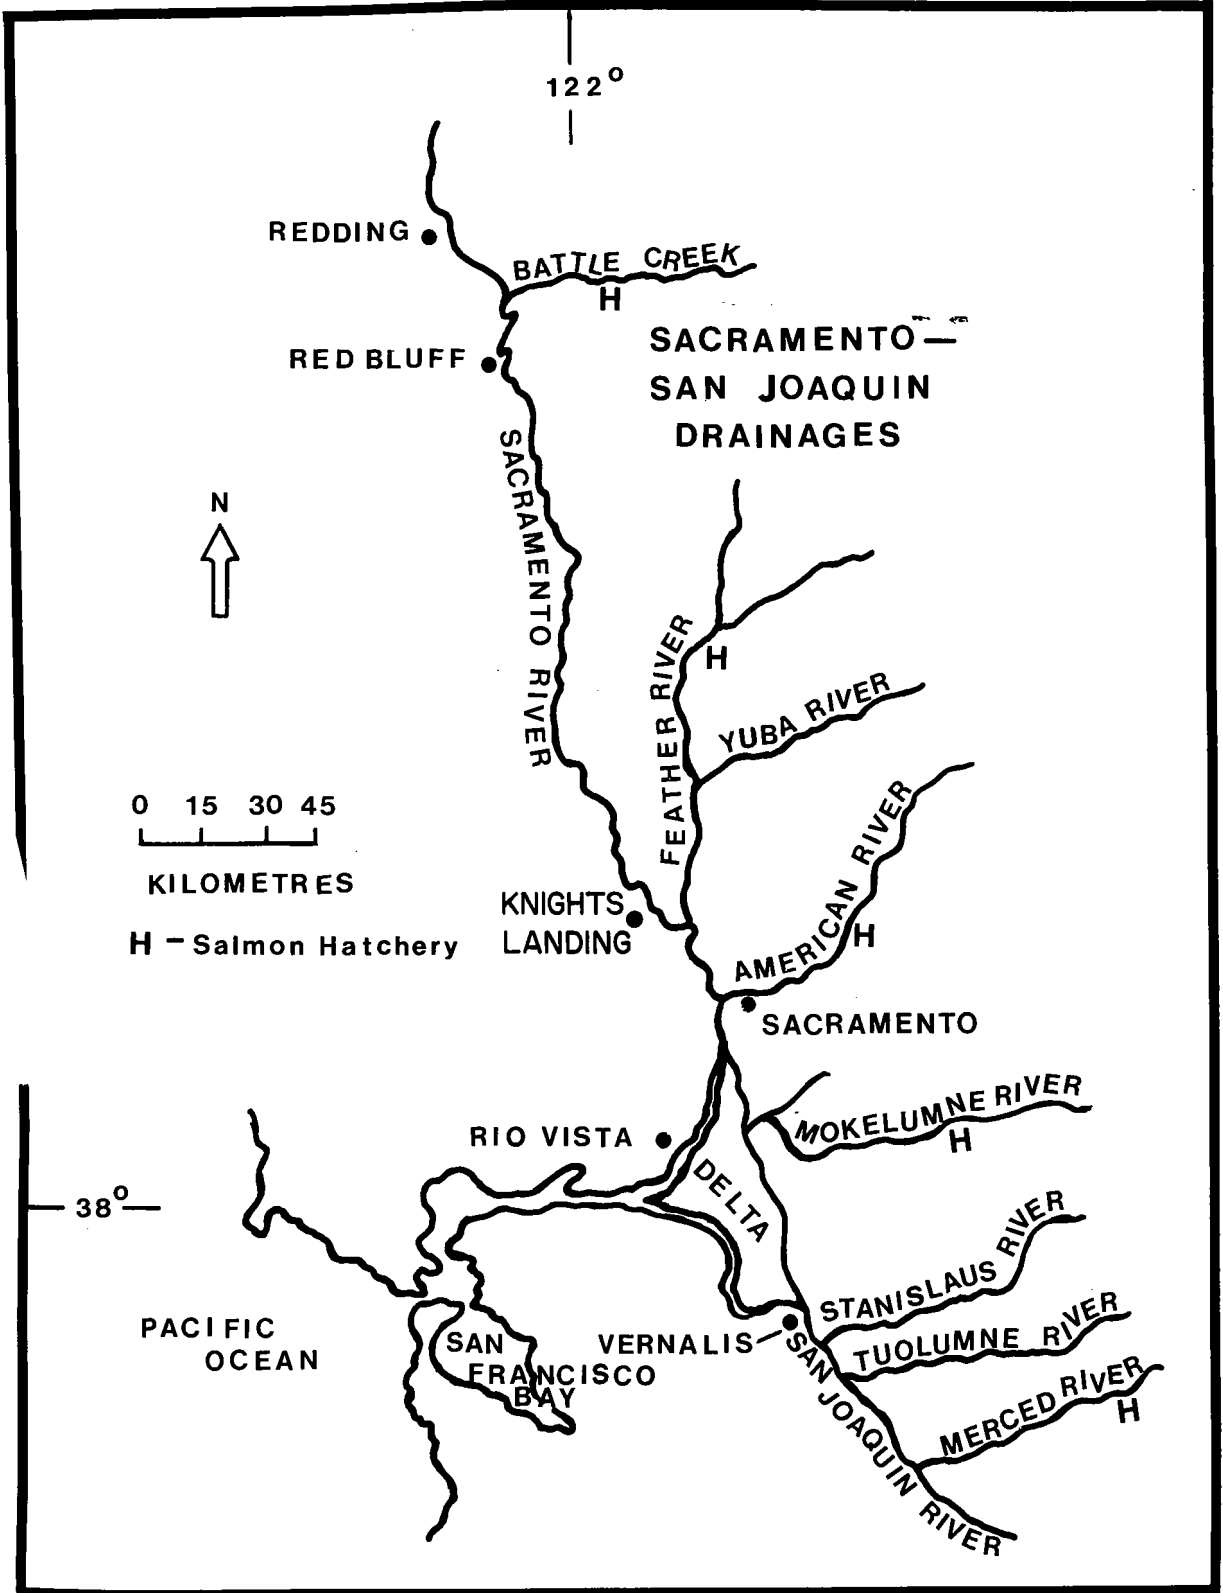 122°
REDDING
BATTLE CREEK
H
SACRAMENTO—
SAN JOAQUIN
DRAINAGES
RED BLUFF
SACRAMENTO RIVER
N
FEATHER RIVER
H
YUBA RIVER
0 15 30 45
KILOMETRES
H - Salmon Hatchery
KNIGHTS
LANDING
AMERICAN RIVER
H
SACRAMENTO
MOKELUMNE RIVER
H
RIO VISTA
DELTA
38°
STANISLAUS RIVER
PACIFIC
OCEAN
SAN
FRANCISCO
BAY
VERNALIS
TUOLUMNE RIVER
MERCED RIVER
H
SAN JOAQUIN RIVER